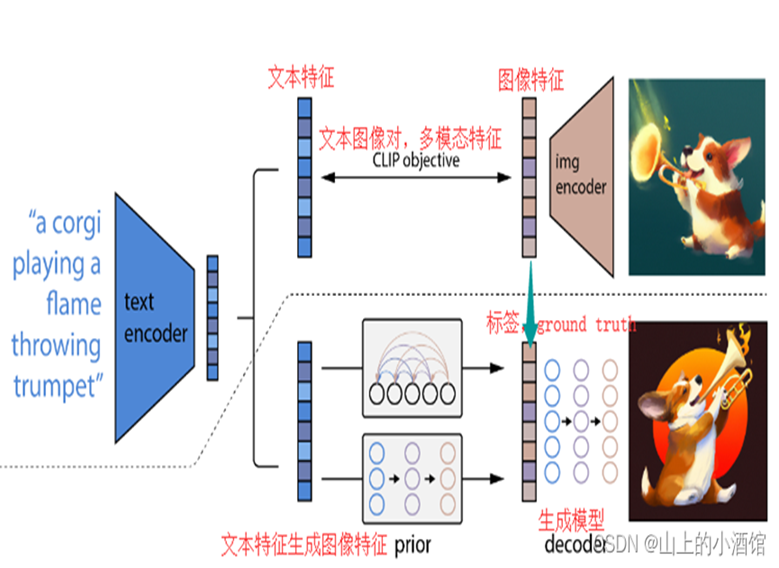 文本特征
图像特征
文本图像对，多模态特征
CLIP objective
img
encoder
“a corgi
playing a
flame
throwing
trumpet”
text
encoder
标签，ground truth
文本特征生成图像特征
prior
生成模型
decoder
CSDN @山上的小酒馆